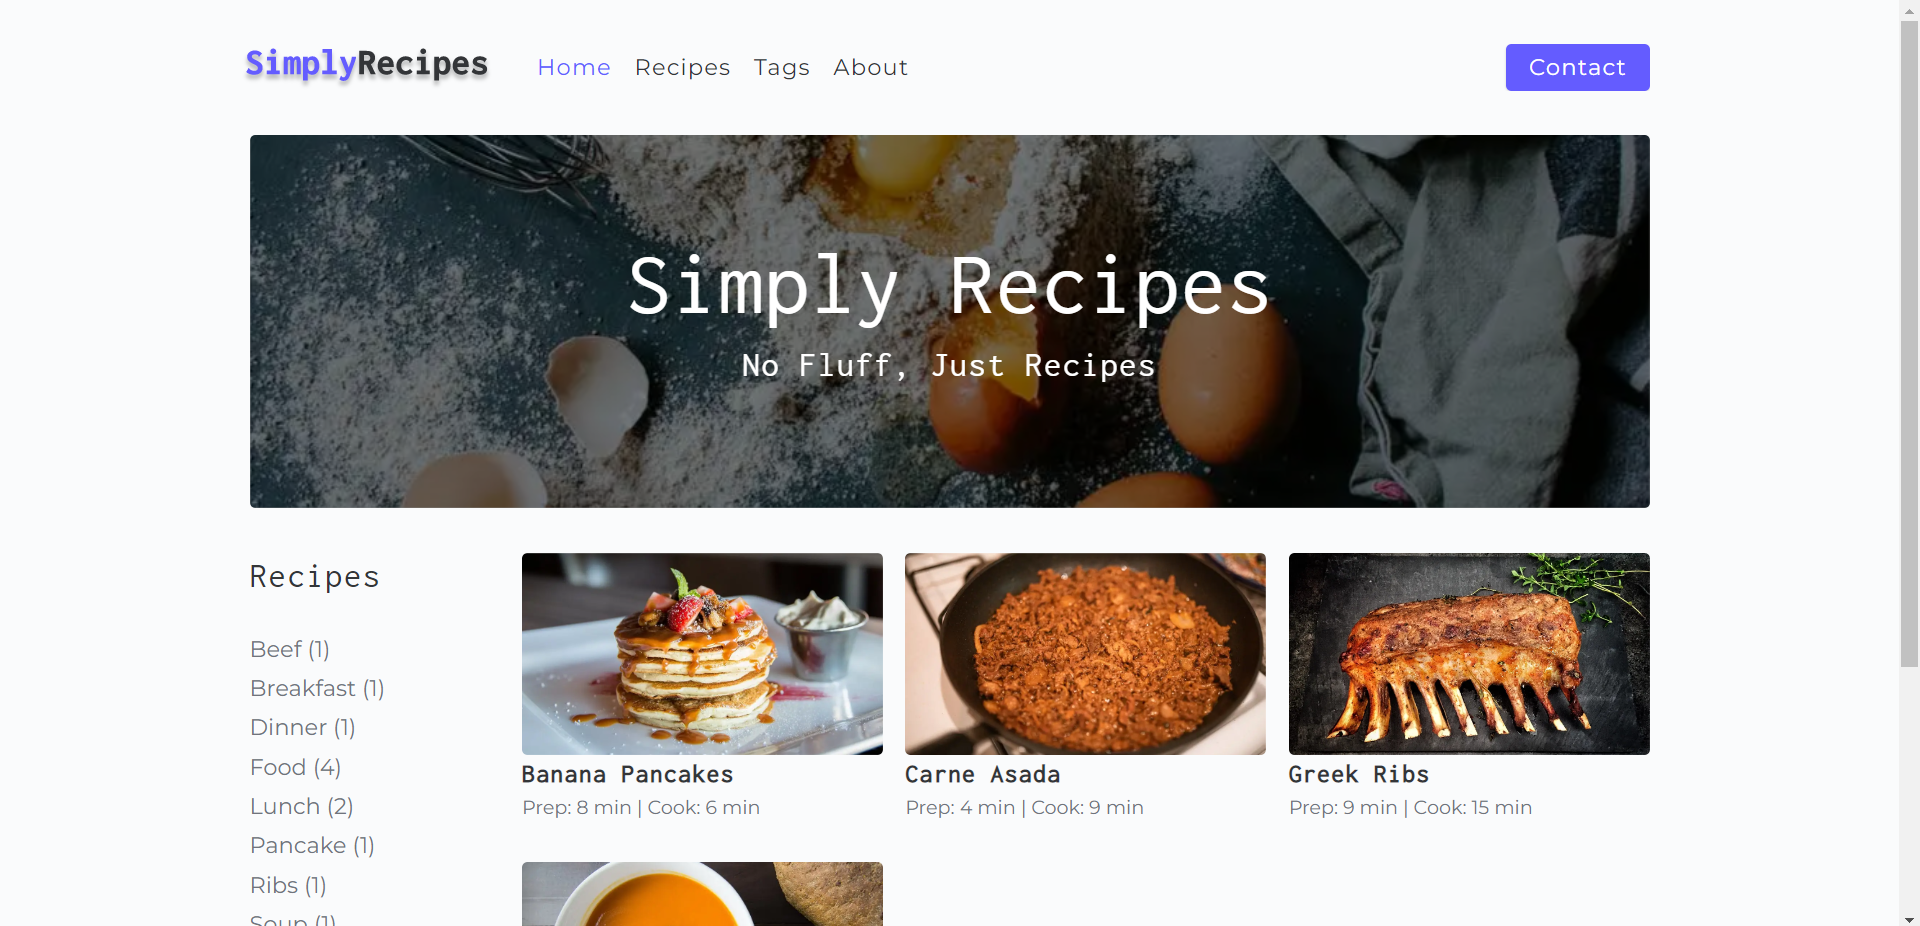 SimplyRecipes Home Recipes Tags About Contact
Simply Recipes
No Fluff, Just Recipes
Recipes
Beef (1)
Breakfast (1)
Dinner (1)
Food (4)
Lunch (2)
Pancake (1)
Ribs (1)
Soup (1)
Banana Pancakes
Prep: 8 min | Cook: 6 min
Carne Asada
Prep: 4 min | Cook: 9 min
Greek Ribs
Prep: 9 min | Cook: 15 min